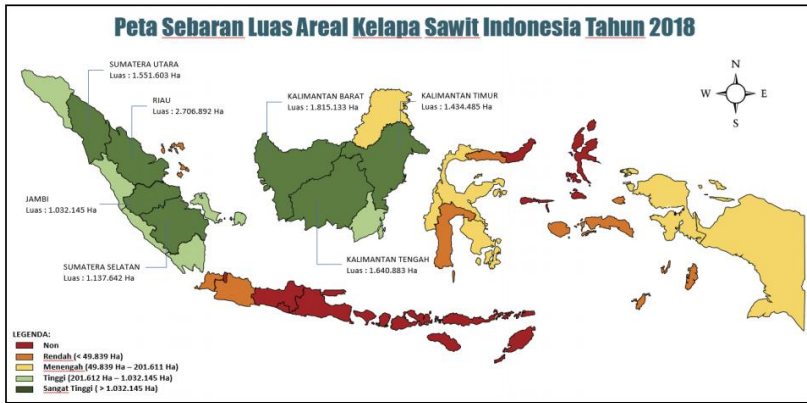 Peta Sebaran Luas Areal Kelapa Sawit Indonesia Tahun 2018
SUMATERA UTARA
Luas : 1.551.603 Ha
RIAU
Luas : 2.706.892 Ha
KALIMANTAN BARAT
Luas : 1.815.133 Ha
KALIMANTAN TIMUR
Luas : 1.434.485 Ha
N
W
E
S
JAMBI
Luas : 1.032.145 Ha
SUMATERA SELATAN
Luas : 1.137.642 Ha
KALIMANTAN TENGAH
Luas : 1.640.883 Ha
LEGENDA:
Non
Rendah (< 49.839 Ha)
Menengah (49.839 Ha – 201.611 Ha)
Tinggi (201.612 Ha – 1.032.145 Ha)
Sangat Tinggi ( > 1.032.145 Ha)